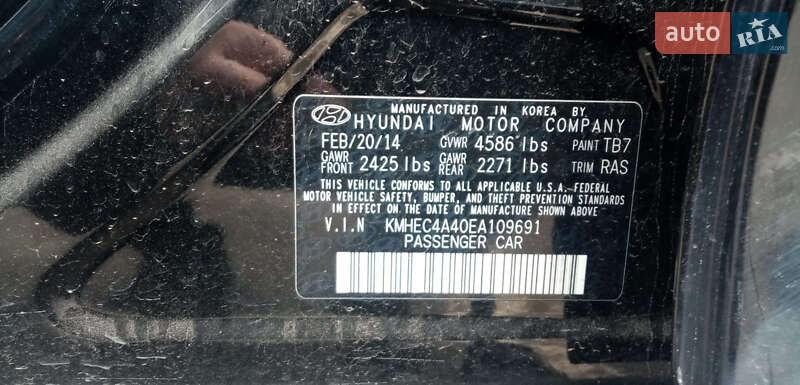 auto RIA.com
MANUFACTURED IN KOREA BY
HYUNDAI MOTOR COMPANY
FEB/20/14 GVWR 4586 lbs PAINT TB7
GAWR FRONT 2425 lbs GAWR REAR 2271 lbs TRIM RAS
THIS VEHICLE CONFORMS TO ALL APPLICABLE U.S.A. FEDERAL
MOTOR VEHICLE SAFETY, BUMPER, AND THEFT PREVENTION STANDARDS
IN EFFECT ON THE DATE OF MANUFACTURE SHOWN ABOVE
V.I.N KMHEC4A40EA109691
PASSENGER CAR